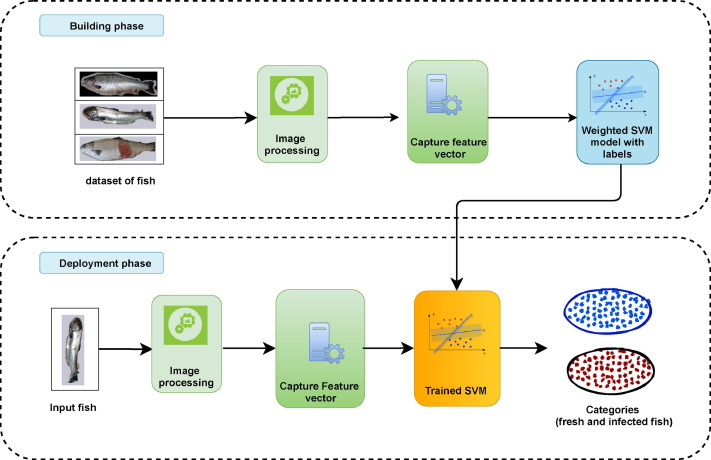 Building phase
dataset of fish
Image
processing
Capture feature
vector
Weighted SVM
model with
labels
Deployment phase
Input fish
Image
processing
Capture Feature
vector
Trained SVM
Categories
(fresh and infected fish)